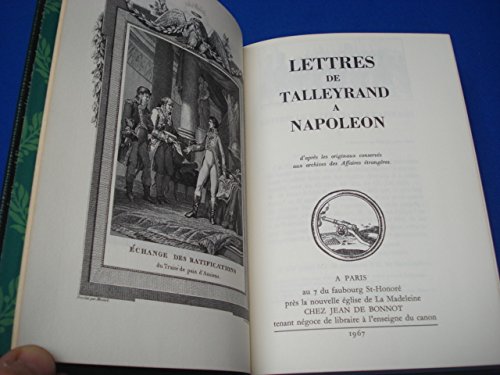 ÉCHANGE DES RATIFICATIONS
du Traité de paix d'Amiens.
LETTRES
DE
TALLEYRAND
A
NAPOLEON
d'après les originaux conservés
aux archives des Affaires étrangères.
A PARIS
au 7 du faubourg St-Honoré
près la nouvelle église de La Madeleine
CHEZ JEAN DE BONNOT
tenant négoce de libraire à l'enseigne du canon
1967